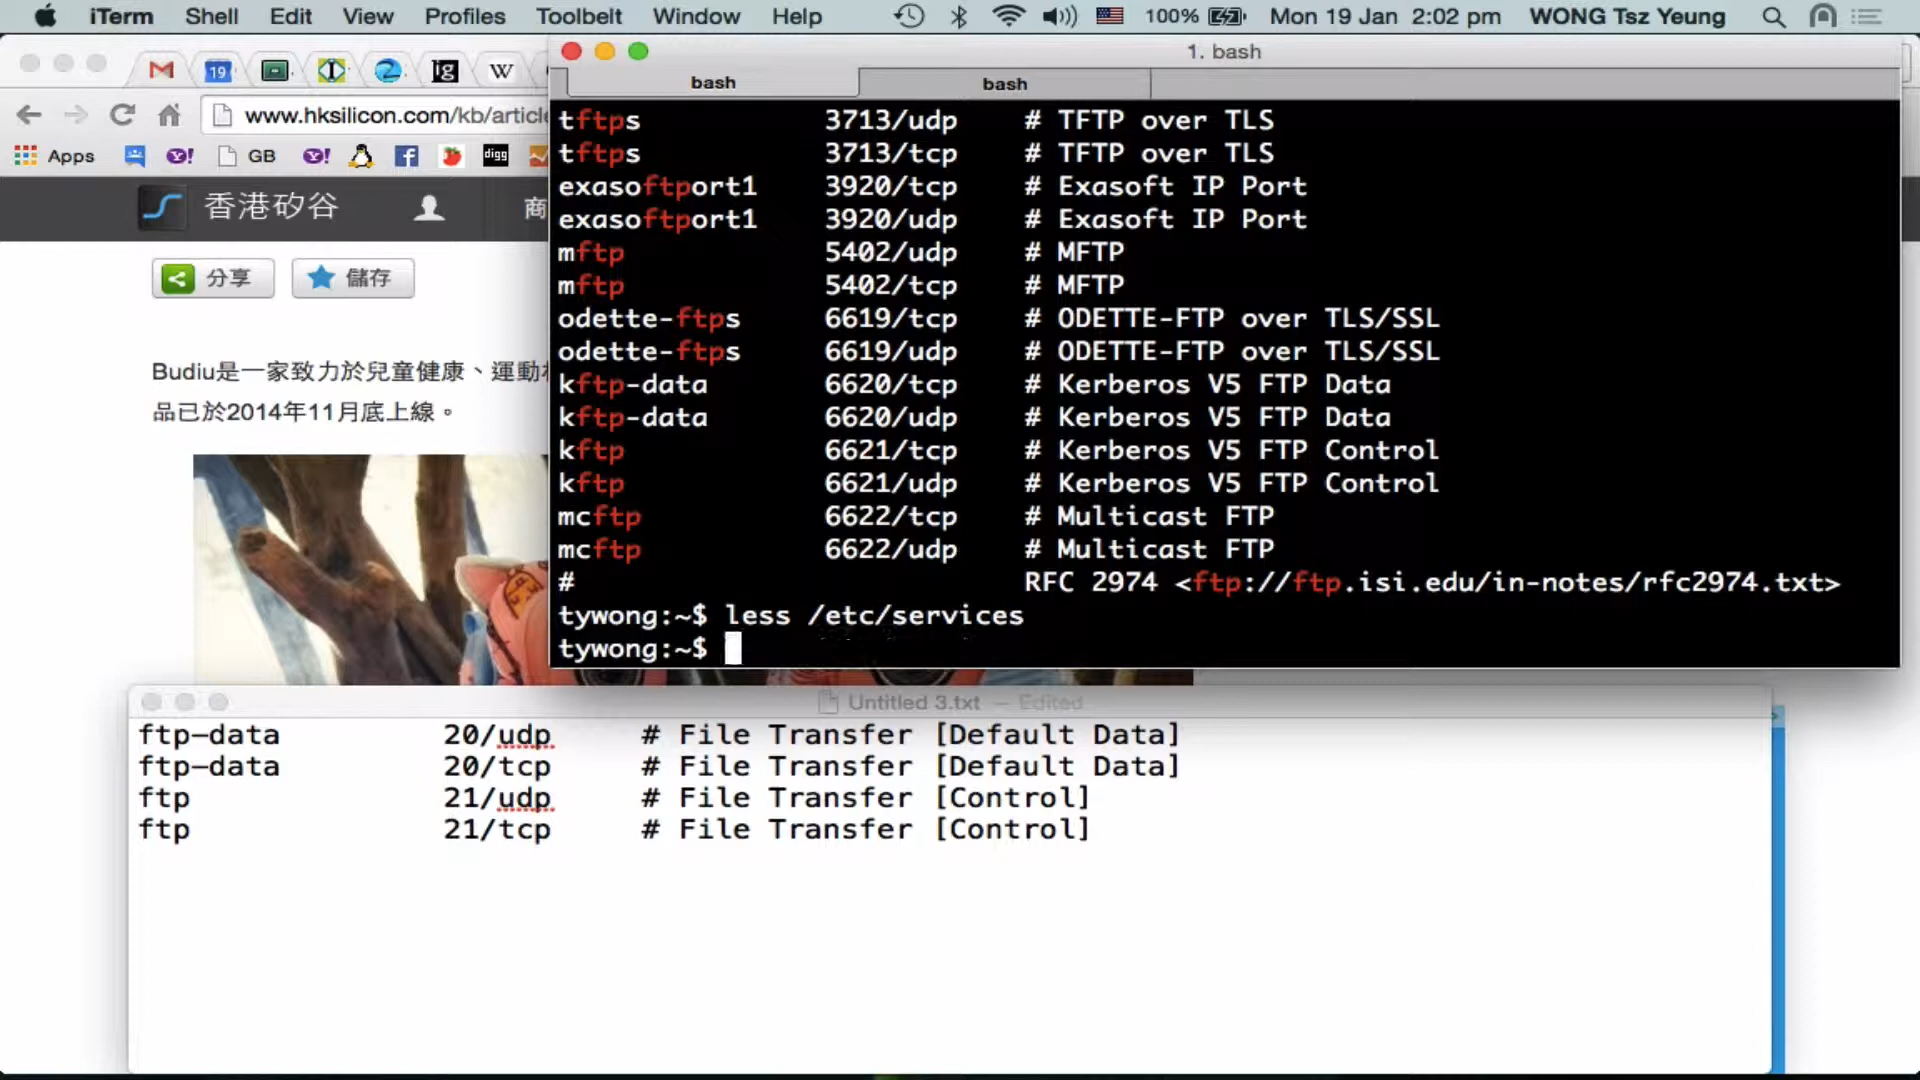 iTerm Shell Edit View Profiles Toolbelt Window Help 100% Mon 19 Jan 2:02 pm WONG Tsz Yeung
1. bash
19 ig W
bash bash
www.hksilicon.com/kb/article
Apps Y! GB Y! f digg
香港矽谷 商
分享 儲存
Budiu是一家致力於兒童健康、運動
品已於2014年11月底上線。
tftps 3713/udp # TFTP over TLS
tftps 3713/tcp # TFTP over TLS
exasoftport1 3920/tcp # Exasoft IP Port
exasoftport1 3920/udp # Exasoft IP Port
mftp 5402/udp # MFTP
mftp 5402/tcp # MFTP
odette-ftps 6619/tcp # ODETTE-FTP over TLS/SSL
odette-ftps 6619/udp # ODETTE-FTP over TLS/SSL
kftp-data 6620/tcp # Kerberos V5 FTP Data
kftp-data 6620/udp # Kerberos V5 FTP Data
kftp 6621/tcp # Kerberos V5 FTP Control
kftp 6621/udp # Kerberos V5 FTP Control
mcftp 6622/tcp # Multicast FTP
mcftp 6622/udp # Multicast FTP
# RFC 2974 <ftp://ftp.isi.edu/in-notes/rfc2974.txt>
tywong:~$ less /etc/services
tywong:~$
Untitled 3.txt — Edited
ftp-data 20/udp # File Transfer [Default Data]
ftp-data 20/tcp # File Transfer [Default Data]
ftp 21/udp # File Transfer [Control]
ftp 21/tcp # File Transfer [Control]